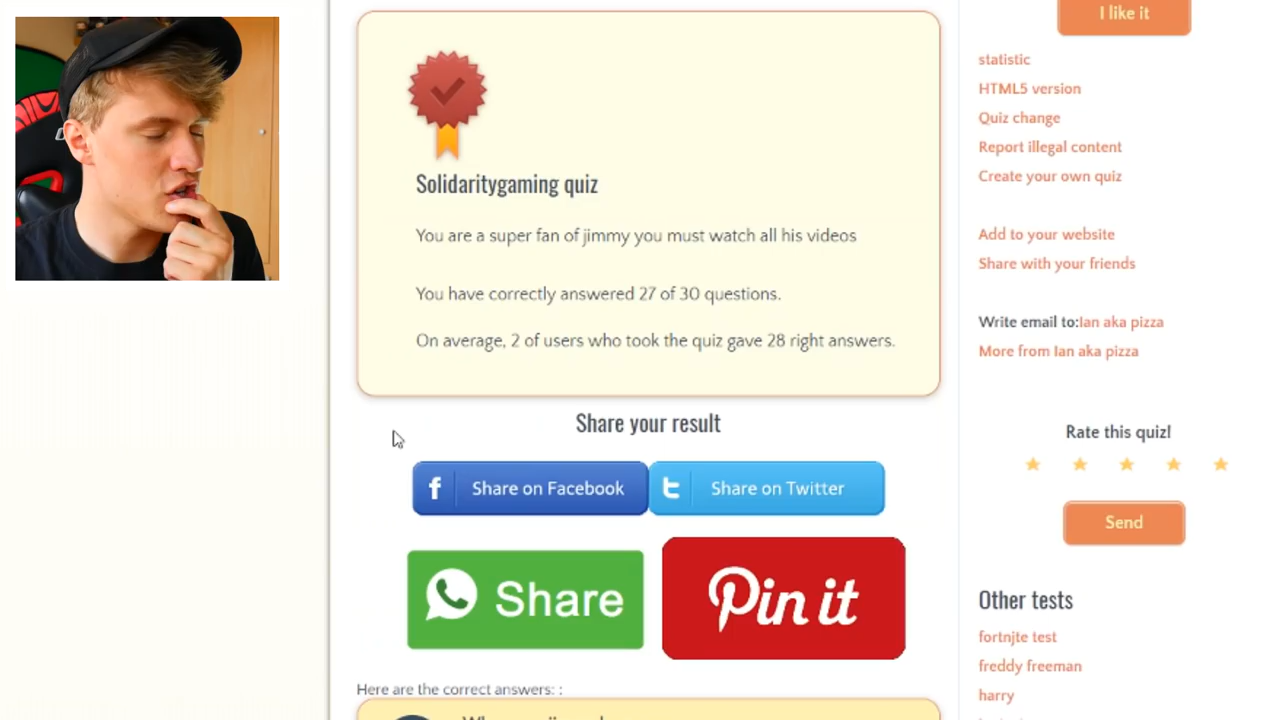 I like it
Solidaritygaming quiz
You are a super fan of jimmy you must watch all his videos
You have correctly answered 27 of 30 questions.
On average, 2 of users who took the quiz gave 28 right answers.
Share your result
Share on Facebook
Share on Twitter
Share
Pin it
Here are the correct answers: :
statistic
HTML5 version
Quiz change
Report illegal content
Create your own quiz
Add to your website
Share with your friends
Write email to:Ian aka pizza
More from Ian aka pizza
Rate this quiz!
Send
Other tests
fortnjte test
freddy freeman
harry